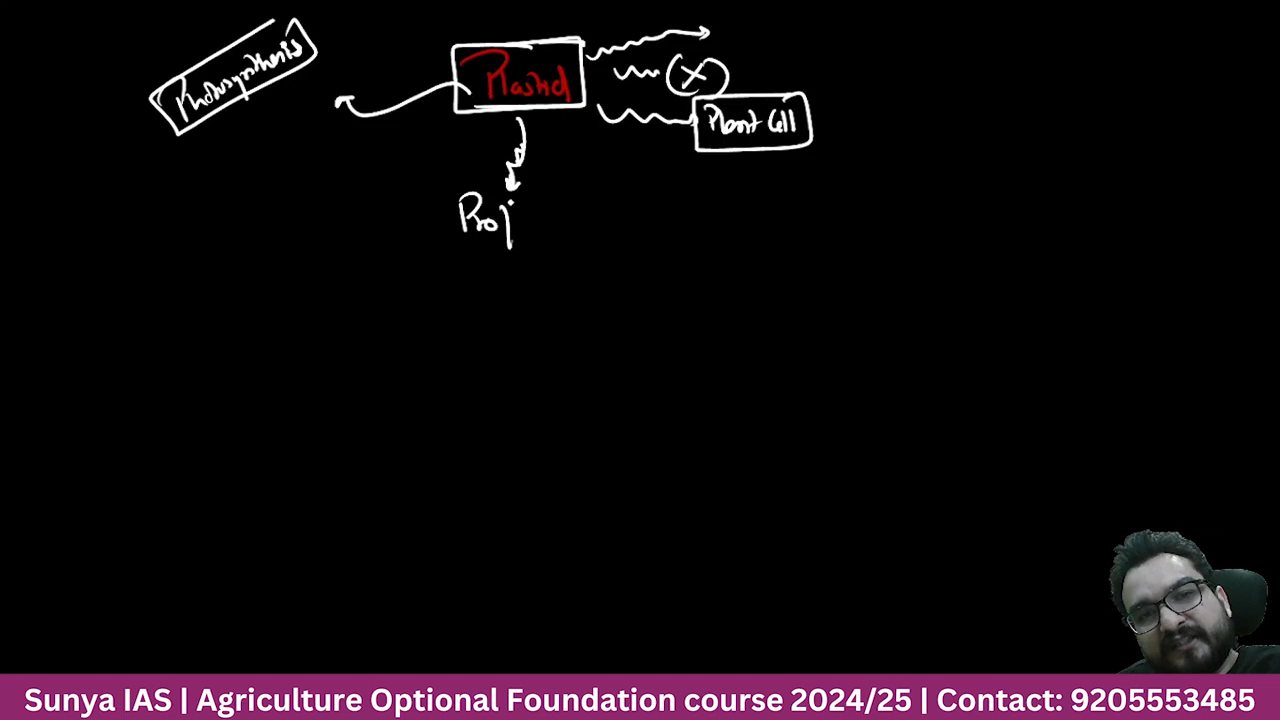 Photosynthesis
Plastid
Plant Cell
Proj
Sunya IAS | Agriculture Optional Foundation course 2024/25 | Contact: 9205553485